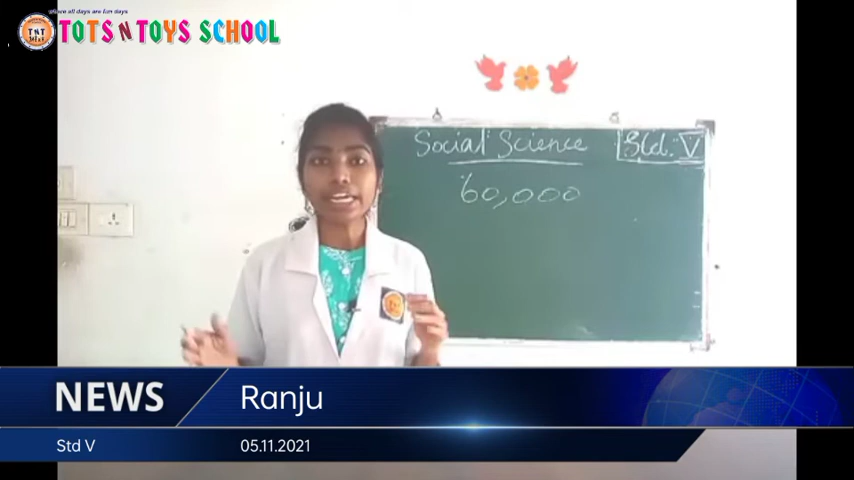 where all days are fun days
TOTS N TOYS SCHOOL
TNT
Social Science
Std. V
60,000
NEWS
Ranju
Std V
05.11.2021